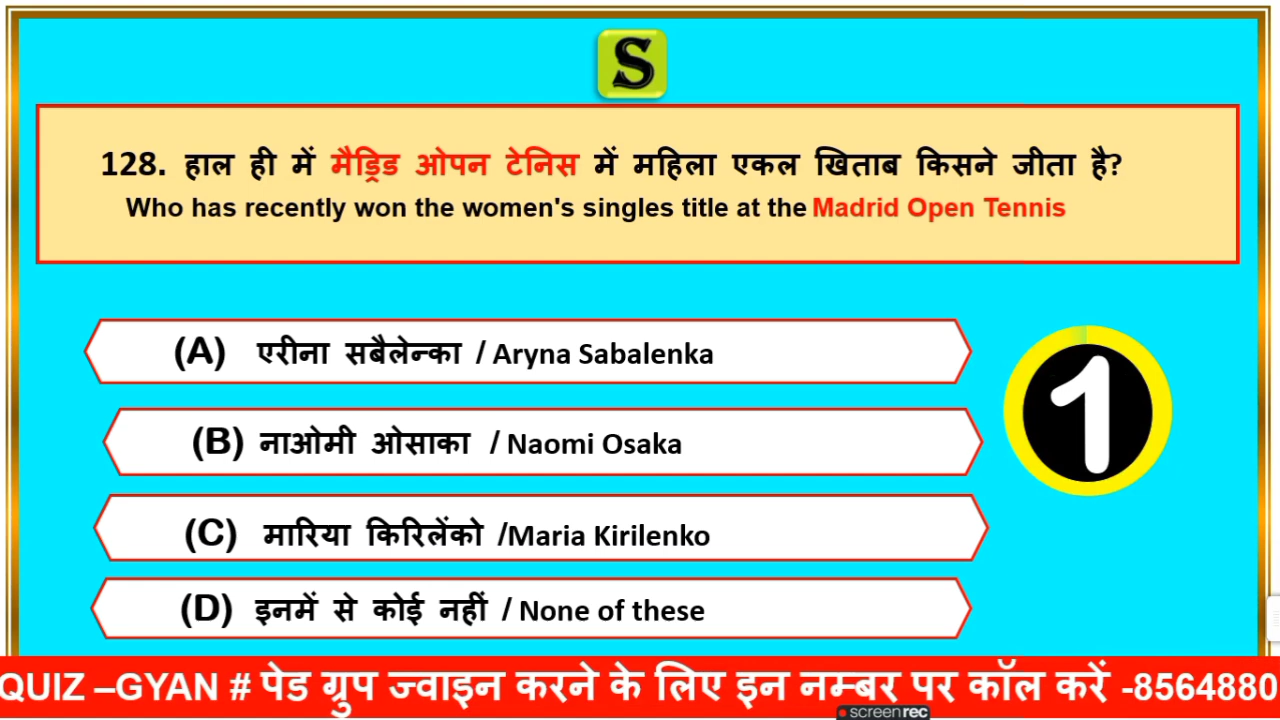 S
128. हाल ही में मैड्रिड ओपन टेनिस में महिला एकल खिताब किसने जीता है?
Who has recently won the women's singles title at the Madrid Open Tennis
(A) एरीना सबैलेन्का / Aryna Sabalenka
1
(B) नाओमी ओसाका / Naomi Osaka
(C) मारिया किरिलेंको /Maria Kirilenko
(D) इनमें से कोई नहीं / None of these
QUIZ –GYAN # पेड ग्रुप ज्वाइन करने के लिए इन नम्बर पर कॉल करें -8564880
screenrec